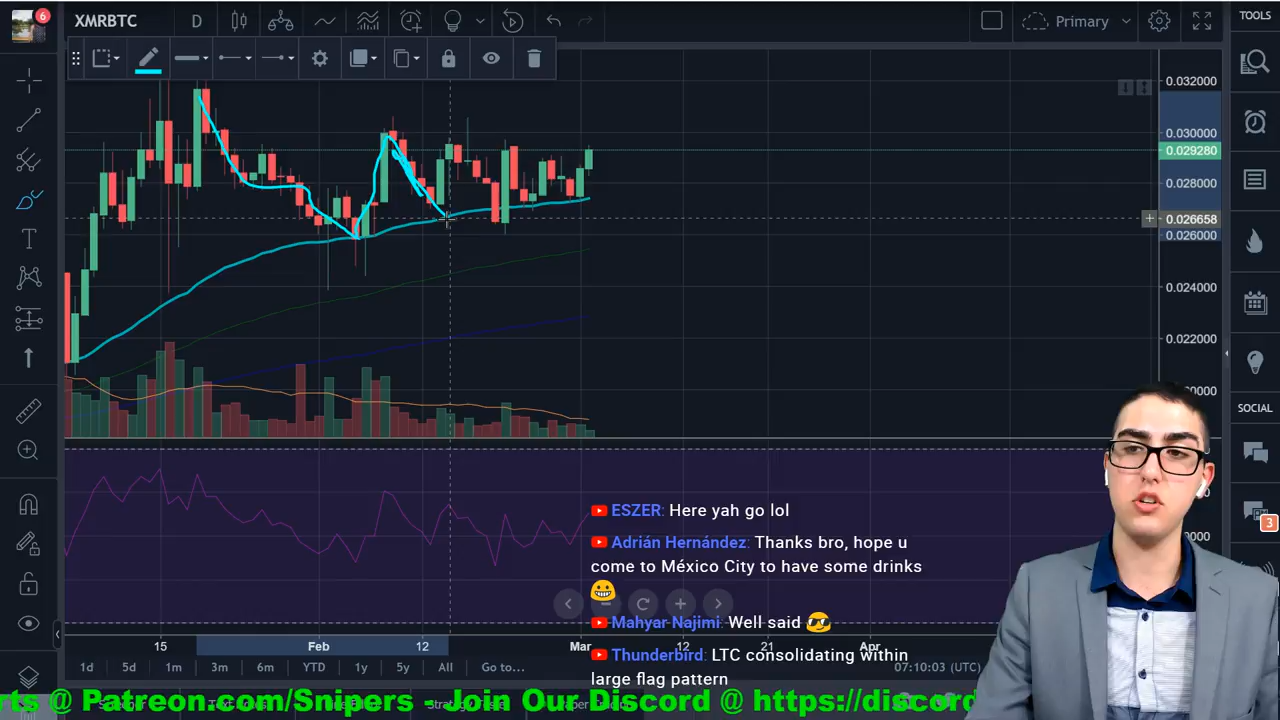 6
XMRBTC
D
Primary
TOOLS
0.032000
0.030000
0.029280
0.028000
0.026658
0.026000
0.024000
0.022000
SOCIAL
3
ESZER: Here yah go lol
Adrián Hernández: Thanks bro, hope u
come to México City to have some drinks
Mahyar Najimi: Well said
Thunderbird: LTC consolidating within
large flag pattern
15 Feb 12 Mar 12 21 Apr
1d 5d 1m 3m 6m YTD 1y 5y All Go to...
07:10:03 (UTC)
rts @ Patreon.com/Snipers - Join Our Discord @ https://discord